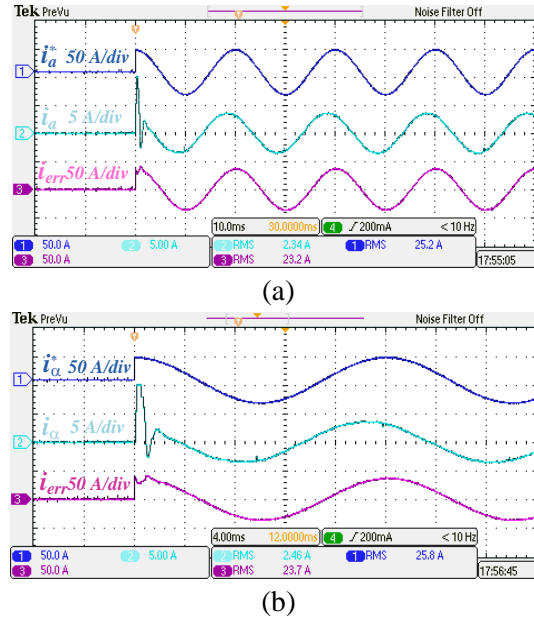 Tek PreVu Noise Filter Off
i*a 50 A/div
1
ia 5 A/div
2
ierr 50 A/div
3
10.0ms 30.0000ms 4 200mA < 10 Hz
1 50.0 A 2 5.00 A 2 RMS 2.34 A 1 RMS 25.2 A
3 50.0 A 3 RMS 23.2 A 17:55:05
(a)
Tek PreVu Noise Filter Off
i*α 50 A/div
1
iα 5 A/div
2
ierr 50 A/div
3
4.00ms 12.0000ms 4 200mA < 10 Hz
1 50.0 A 2 5.00 A 2 RMS 2.46 A 1 RMS 25.8 A
3 50.0 A 3 RMS 23.7 A 17:56:45
(b)